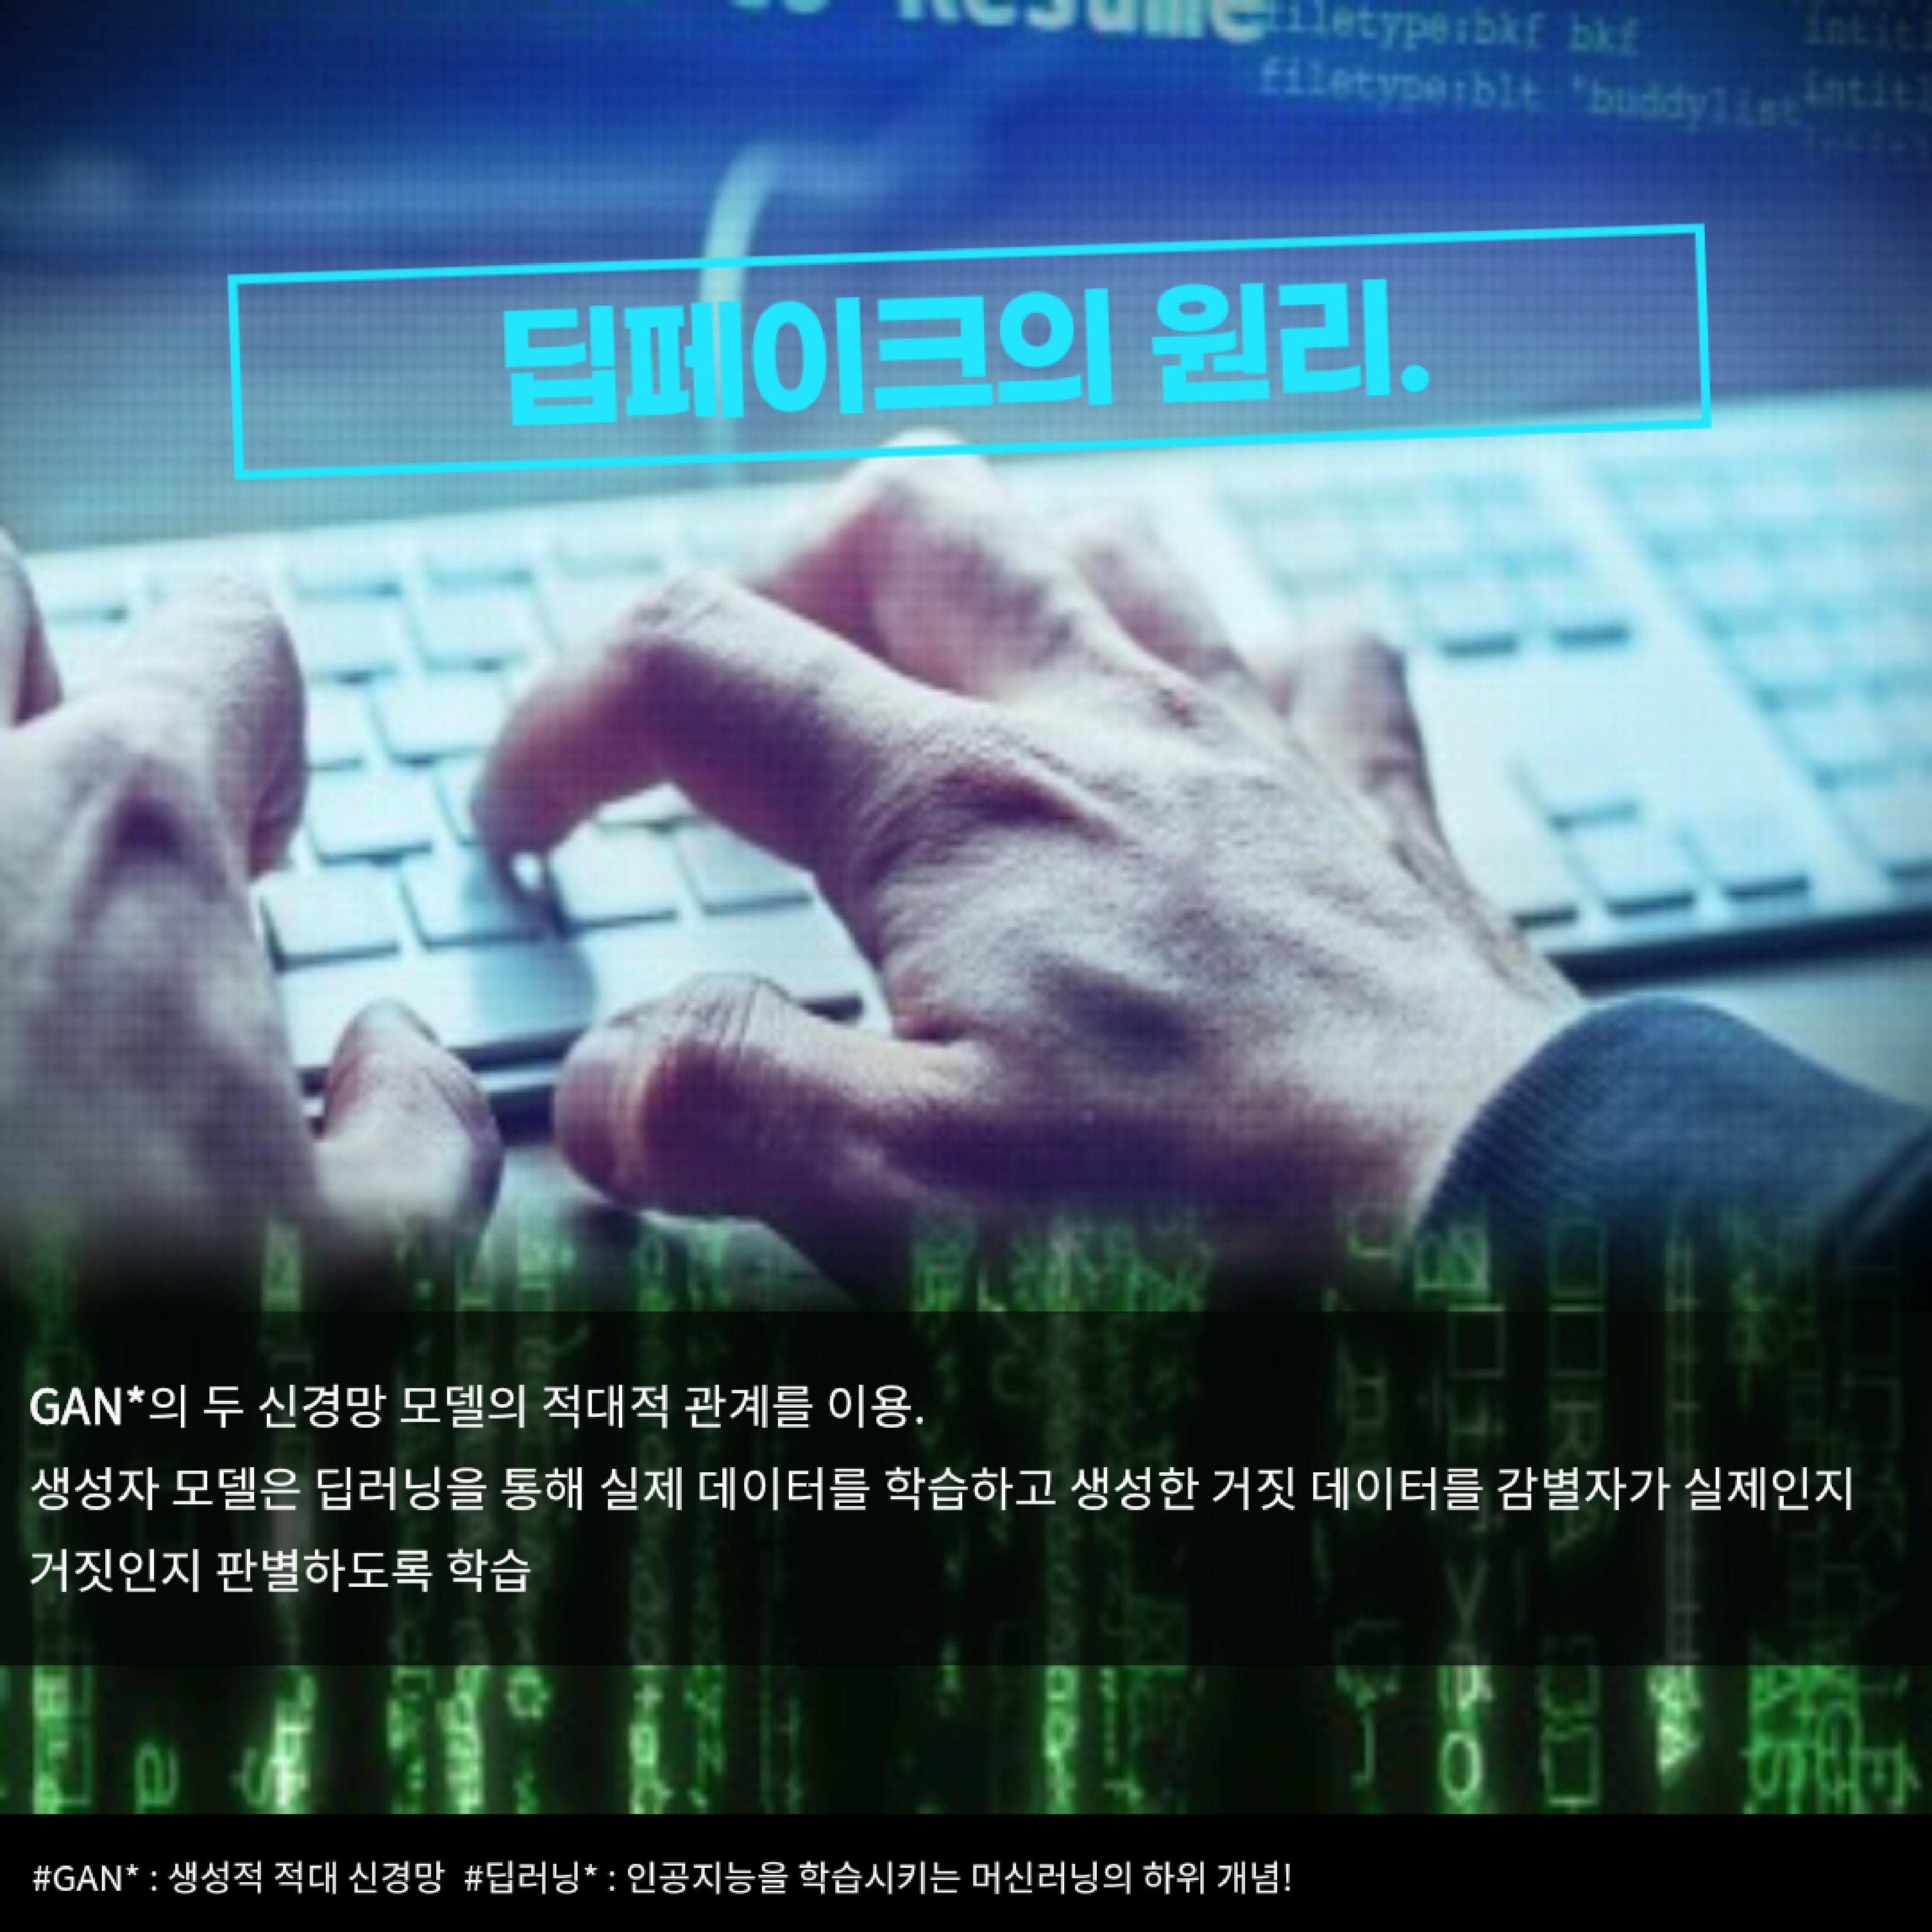 Resume
filetype:bkf bkf
filetype:blt "buddylist
딥페이크의 원리.
GAN*의 두 신경망 모델의 적대적 관계를 이용.
생성자 모델은 딥러닝을 통해 실제 데이터를 학습하고 생성한 거짓 데이터를 감별자가 실제인지
거짓인지 판별하도록 학습
#GAN* : 생성적 적대 신경망 #딥러닝* : 인공지능을 학습시키는 머신러닝의 하위 개념!